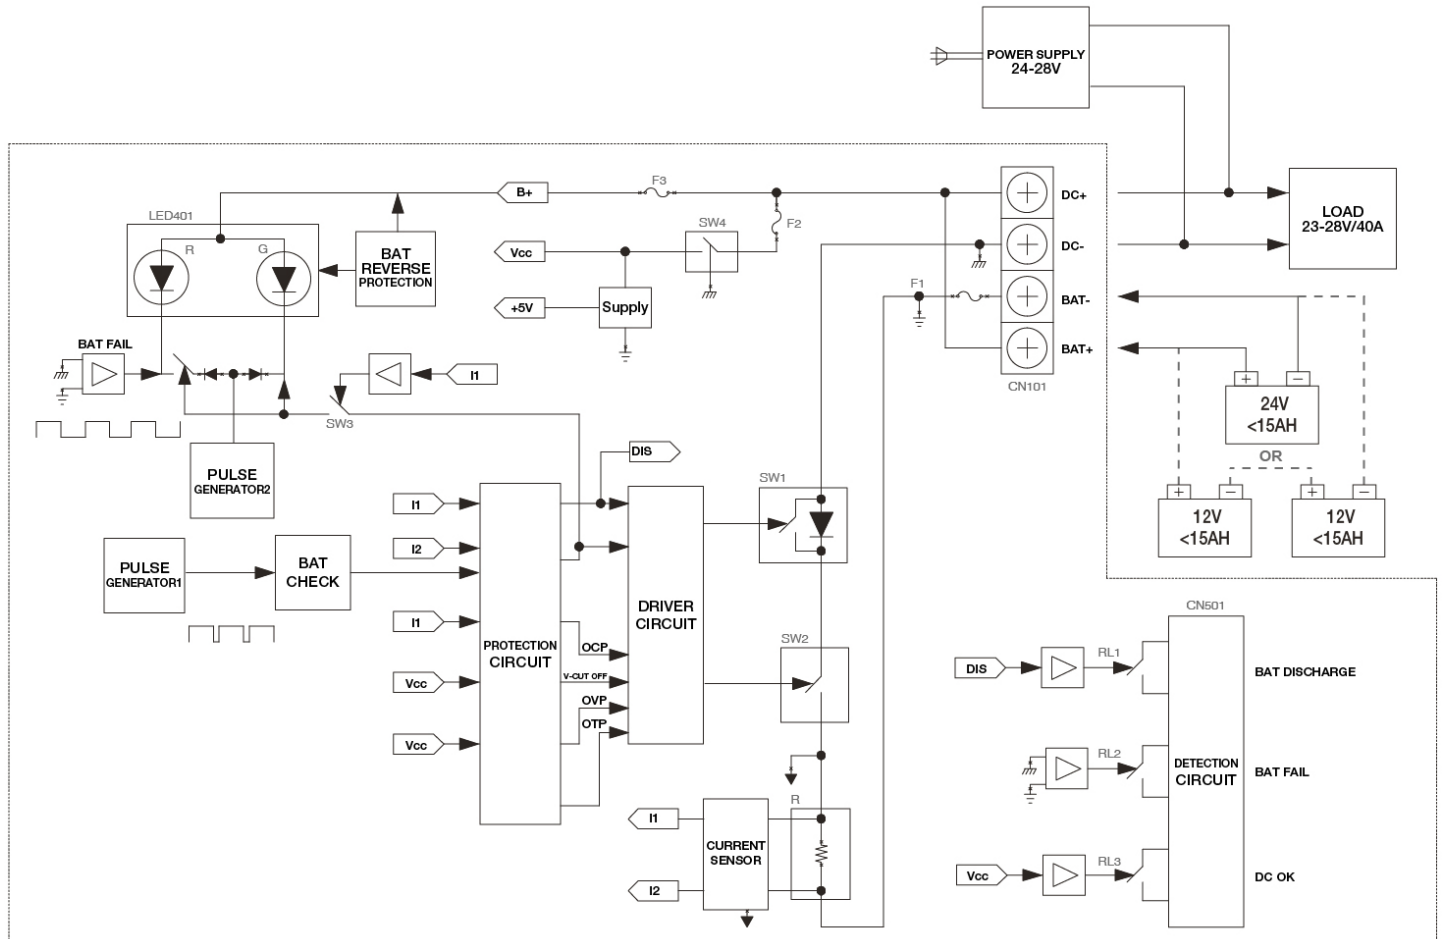 POWER SUPPLY
24-28V
F3
B+
DC+
LED401
SW4
F2
LOAD
23-28V/40A
R
G
BAT
REVERSE
PROTECTION
Vcc
DC-
F1
+5V
Supply
BAT-
BAT FAIL
BAT+
I1
CN101
+
−
24V
<15AH
SW3
OR
DIS
PULSE
GENERATOR2
SW1
+
−
+
−
12V
<15AH
12V
<15AH
I1
I2
PULSE
GENERATOR1
BAT
CHECK
I1
PROTECTION
CIRCUIT
DRIVER
CIRCUIT
OCP
V-CUT OFF
OVP
OTP
Vcc
Vcc
SW2
CN501
DIS
RL1
BAT DISCHARGE
RL2
DETECTION
CIRCUIT
BAT FAIL
Vcc
RL3
DC OK
R
I1
CURRENT
SENSOR
I2